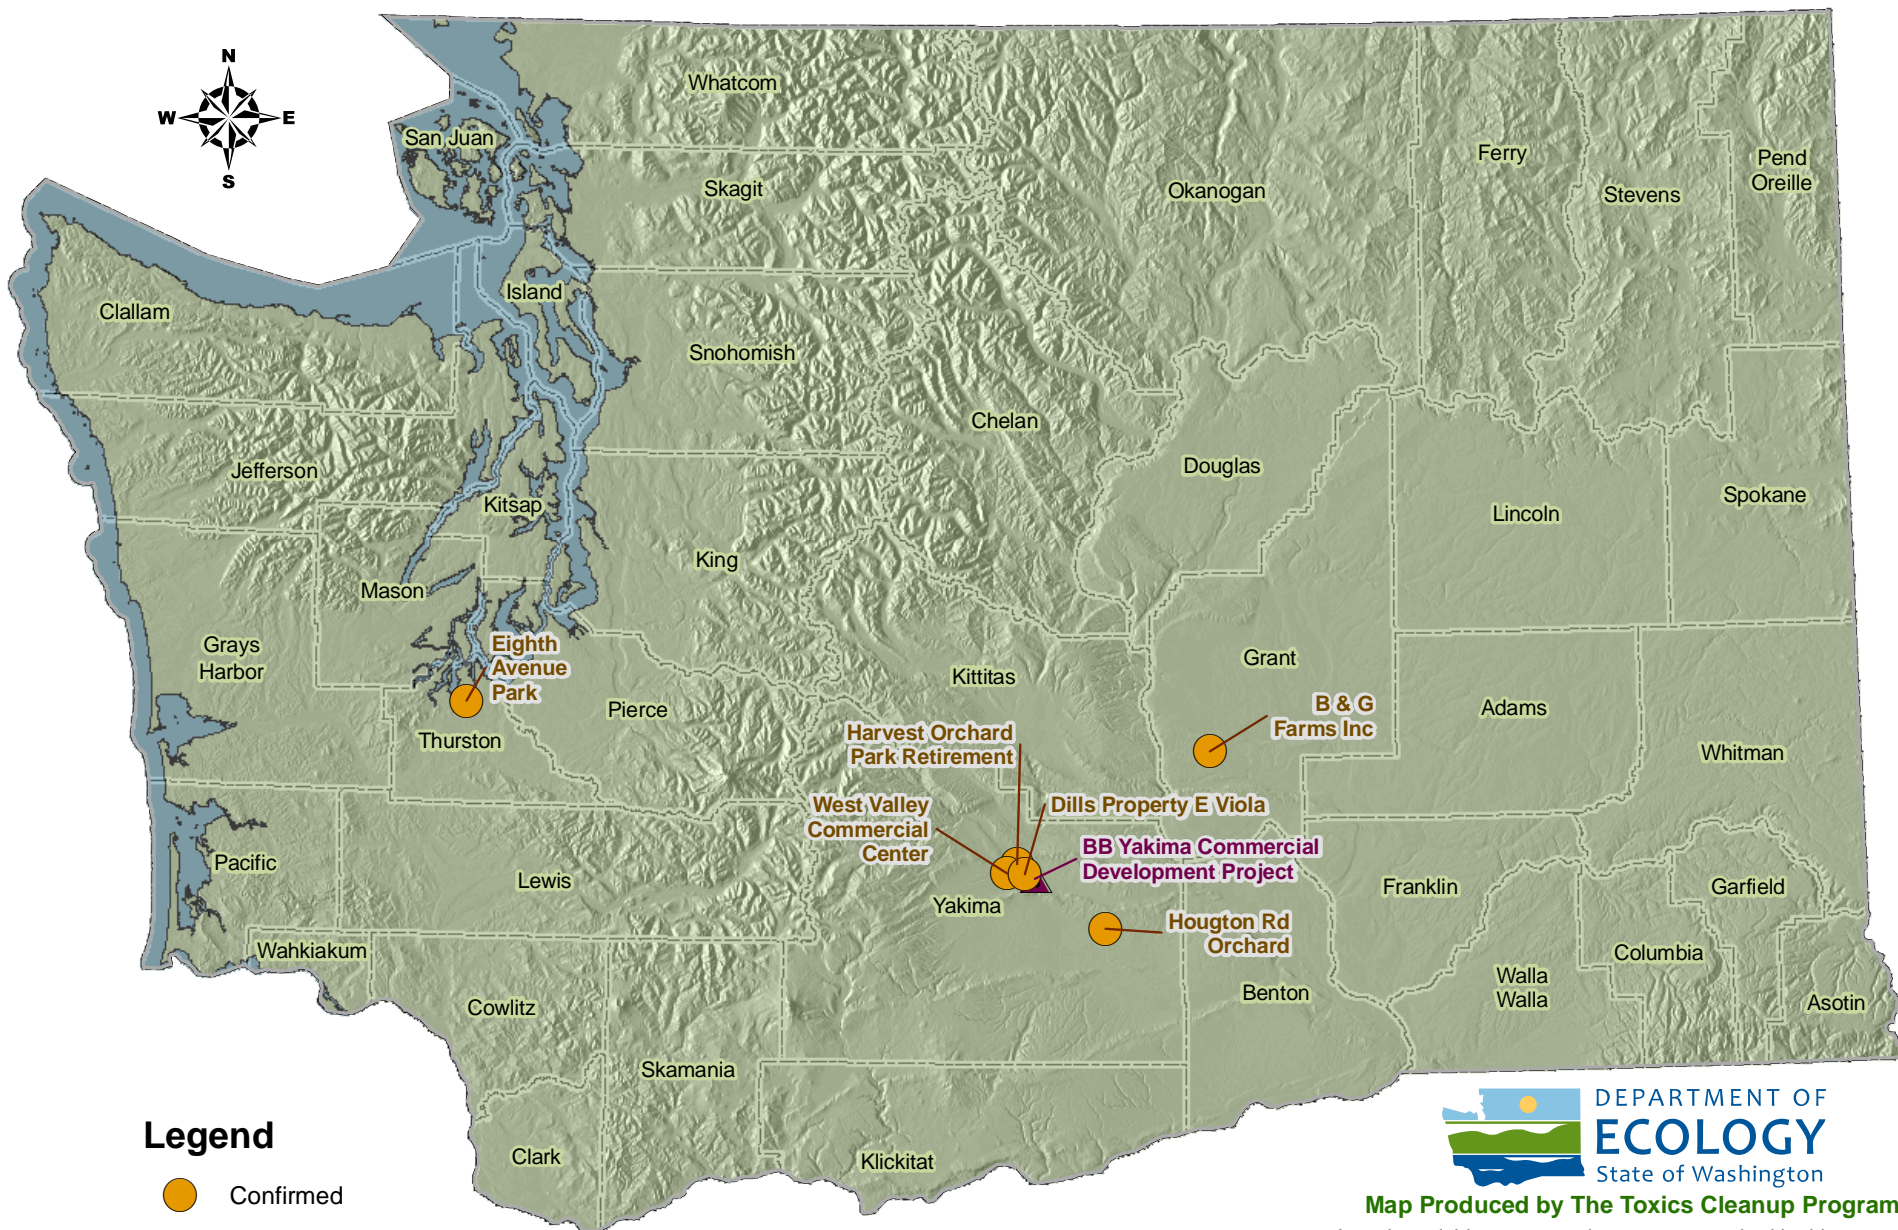 N
W
E
S
Whatcom
San Juan
Skagit
Okanogan
Ferry
Stevens
Pend
Oreille
Island
Clallam
Snohomish
Chelan
Jefferson
Douglas
Kitsap
Lincoln
Spokane
King
Mason
Grays
Harbor
Eighth
Avenue
Park
Kittitas
Grant
Pierce
B & G
Farms Inc
Adams
Thurston
Harvest Orchard
Park Retirement
Whitman
West Valley
Commercial
Center
Dills Property E Viola
BB Yakima Commercial
Development Project
Pacific
Lewis
Yakima
Franklin
Garfield
Hougton Rd
Orchard
Wahkiakum
Columbia
Cowlitz
Benton
Walla
Walla
Asotin
Skamania
Clark
Klickitat
Legend
Confirmed
DEPARTMENT OF
ECOLOGY
State of Washington
Map Produced by The Toxics Cleanup Program